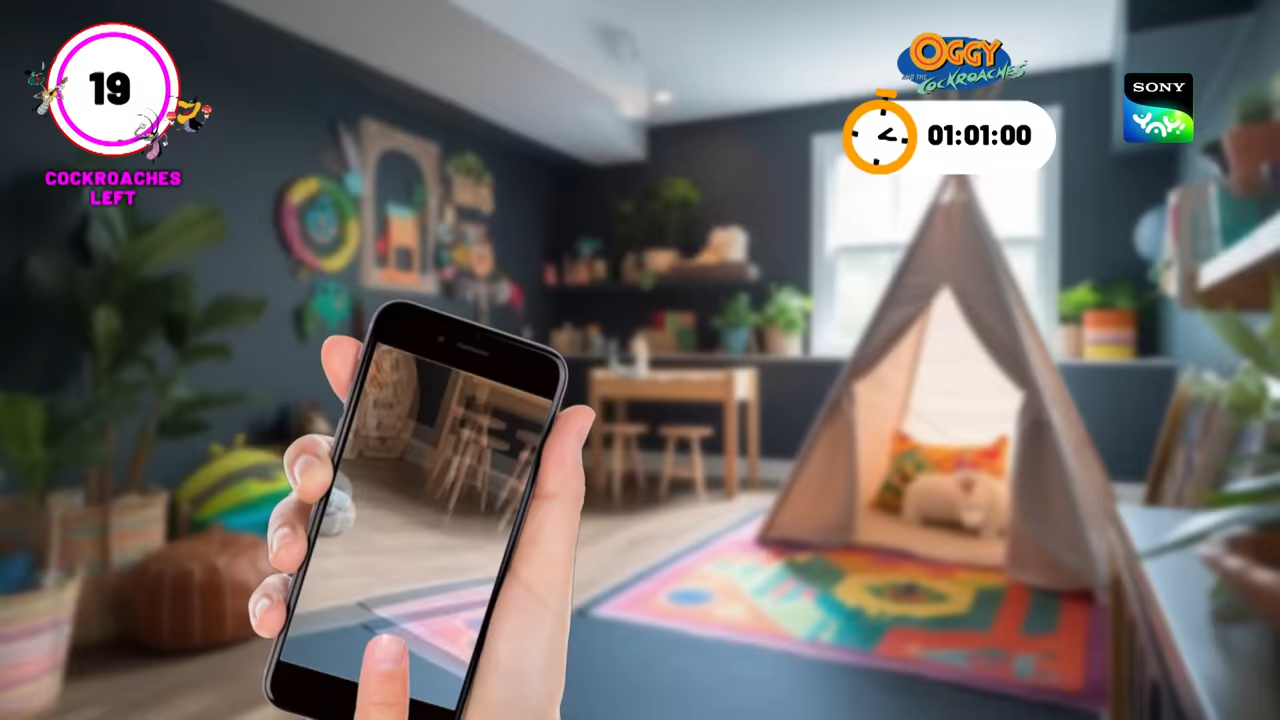 19
COCKROACHES
LEFT
OGGY
AND THE
COCKROACHES
01:01:00
SONY
YAY!